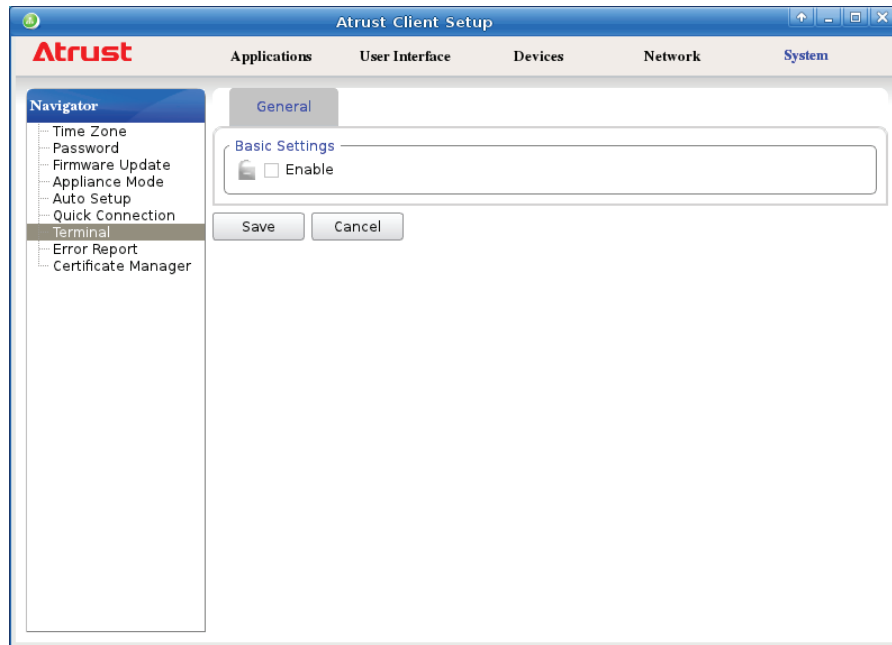 Atrust Client Setup
Atrust
Applications User Interface Devices Network System
Navigator
Time Zone
Password
Firmware Update
Appliance Mode
Auto Setup
Quick Connection
Terminal
Error Report
Certificate Manager
General
Basic Settings
Enable
Save Cancel